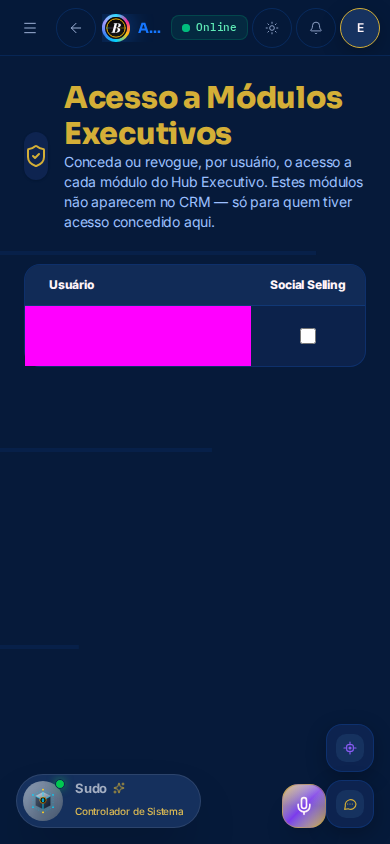 A...
Online
E
Acesso a Módulos
Executivos
Conceda ou revogue, por usuário, o acesso a
cada módulo do Hub Executivo. Estes módulos
não aparecem no CRM — só para quem tiver
acesso concedido aqui.
Usuário
Social Selling
Sudo
Controlador de Sistema